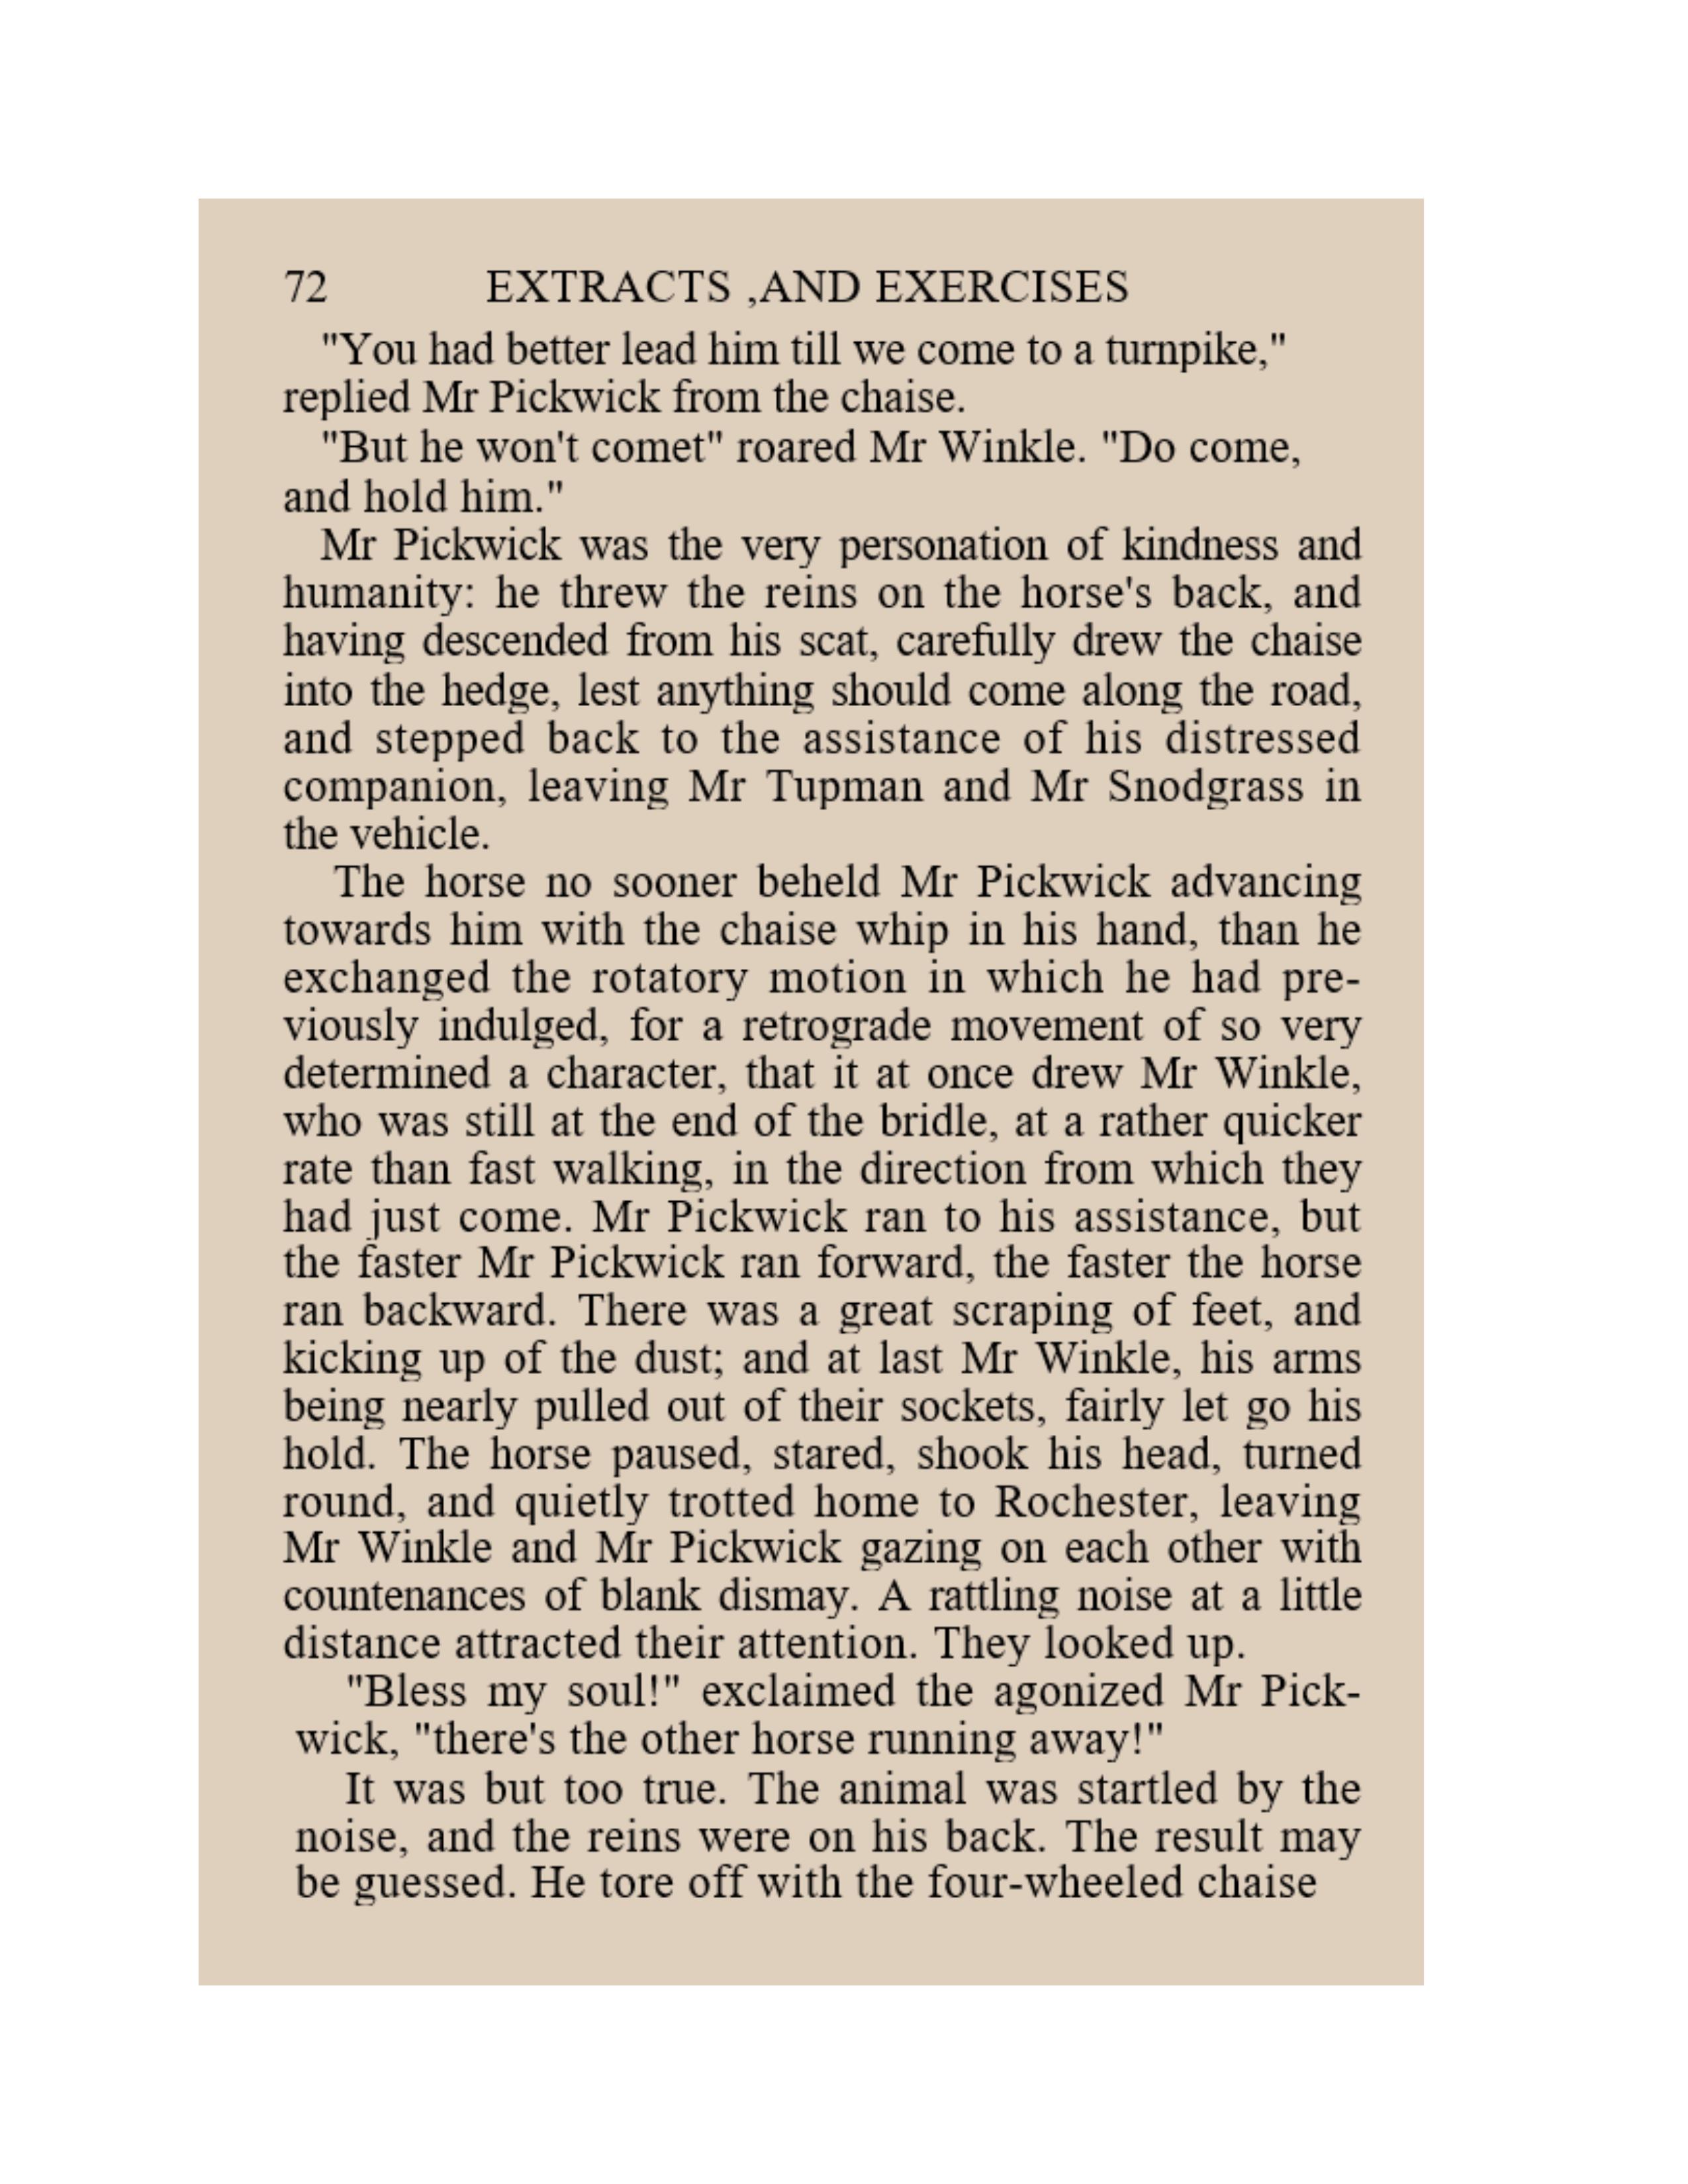 72 EXTRACTS ,AND EXERCISES
"You had better lead him till we come to a turnpike,"
replied Mr Pickwick from the chaise.
"But he won't comet" roared Mr Winkle. "Do come,
and hold him."
Mr Pickwick was the very personation of kindness and
humanity: he threw the reins on the horse's back, and
having descended from his scat, carefully drew the chaise
into the hedge, lest anything should come along the road,
and stepped back to the assistance of his distressed
companion, leaving Mr Tupman and Mr Snodgrass in
the vehicle.
The horse no sooner beheld Mr Pickwick advancing
towards him with the chaise whip in his hand, than he
exchanged the rotatory motion in which he had pre-
viously indulged, for a retrograde movement of so very
determined a character, that it at once drew Mr Winkle,
who was still at the end of the bridle, at a rather quicker
rate than fast walking, in the direction from which they
had just come. Mr Pickwick ran to his assistance, but
the faster Mr Pickwick ran forward, the faster the horse
ran backward. There was a great scraping of feet, and
kicking up of the dust; and at last Mr Winkle, his arms
being nearly pulled out of their sockets, fairly let go his
hold. The horse paused, stared, shook his head, turned
round, and quietly trotted home to Rochester, leaving
Mr Winkle and Mr Pickwick gazing on each other with
countenances of blank dismay. A rattling noise at a little
distance attracted their attention. They looked up.
"Bless my soul!" exclaimed the agonized Mr Pick-
wick, "there's the other horse running away!"
It was but too true. The animal was startled by the
noise, and the reins were on his back. The result may
be guessed. He tore off with the four-wheeled chaise